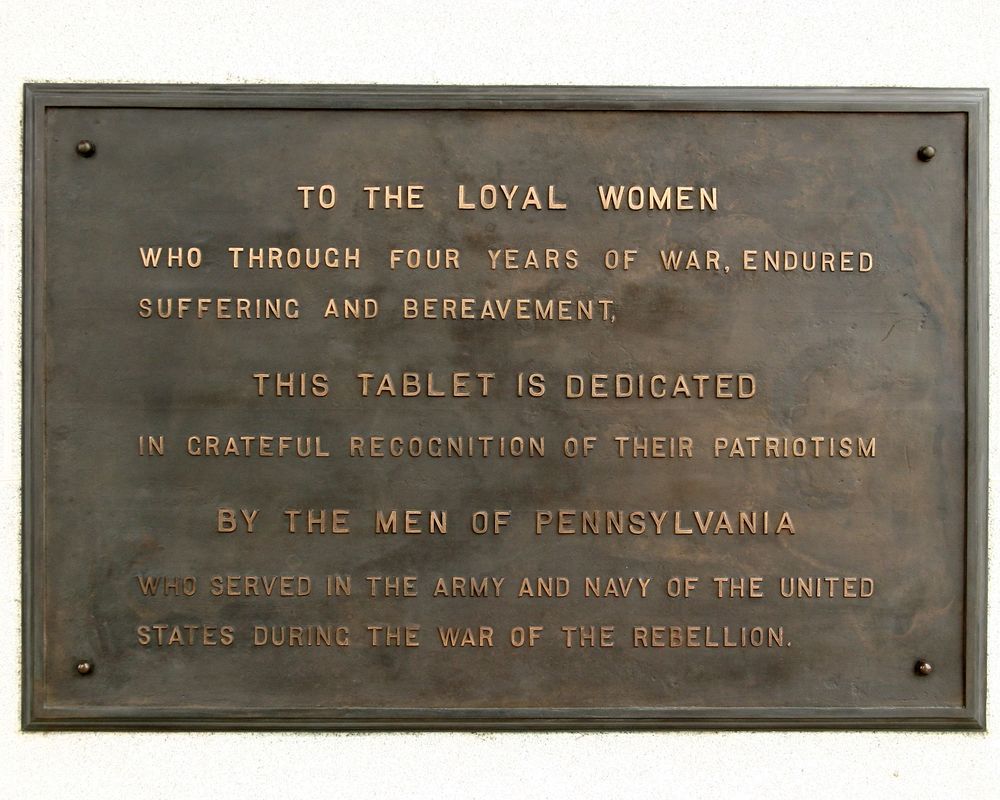 TO THE LOYAL WOMEN
WHO THROUGH FOUR YEARS OF WAR, ENDURED
SUFFERING AND BEREAVEMENT,
THIS TABLET IS DEDICATED
IN GRATEFUL RECOGNITION OF THEIR PATRIOTISM
BY THE MEN OF PENNSYLVANIA
WHO SERVED IN THE ARMY AND NAVY OF THE UNITED
STATES DURING THE WAR OF THE REBELLION.